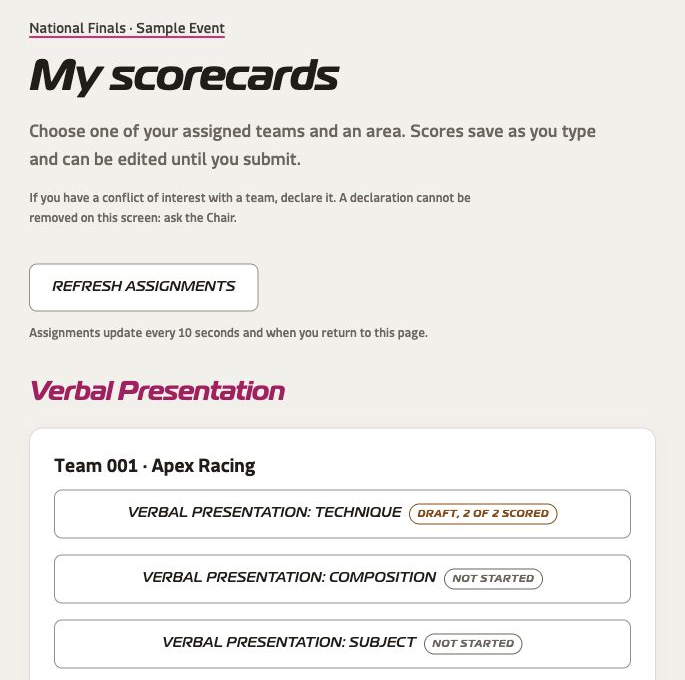 National Finals · Sample Event
My scorecards
Choose one of your assigned teams and an area. Scores save as you type
and can be edited until you submit.
If you have a conflict of interest with a team, declare it. A declaration cannot be
removed on this screen: ask the Chair.
REFRESH ASSIGNMENTS
Assignments update every 10 seconds and when you return to this page.
Verbal Presentation
Team 001 · Apex Racing
VERBAL PRESENTATION: TECHNIQUE DRAFT, 2 OF 2 SCORED
VERBAL PRESENTATION: COMPOSITION NOT STARTED
VERBAL PRESENTATION: SUBJECT NOT STARTED